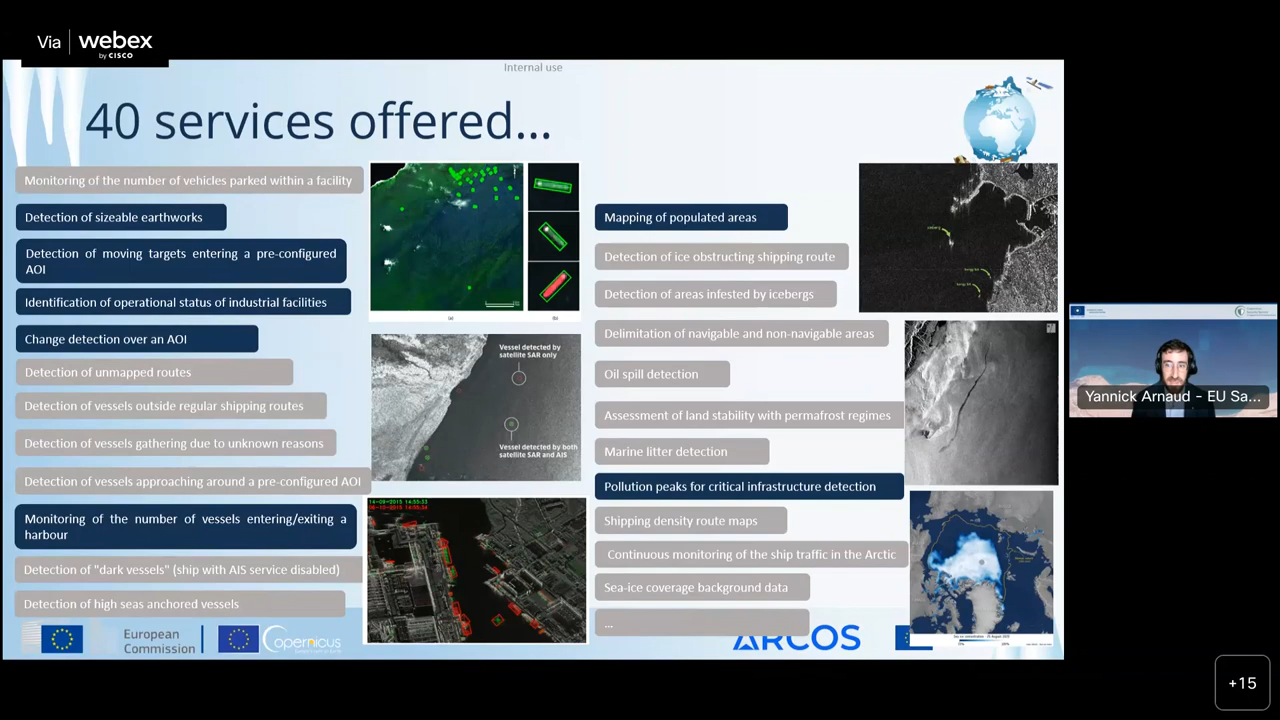 Via webex
by CISCO
Internal use
40 services offered...
Monitoring of the number of vehicles parked within a facility
Detection of sizeable earthworks
Detection of moving targets entering a pre-configured
AOI
Identification of operational status of industrial facilities
Change detection over an AOI
Detection of unmapped routes
Detection of vessels outside regular shipping routes
Detection of vessels gathering due to unknown reasons
Detection of vessels approaching around a pre-configured AOI
Monitoring of the number of vessels entering/exiting a
harbour
Detection of "dark vessels" (ship with AIS service disabled)
Detection of high seas anchored vessels
(a)
(b)
Vessel detected by
satellite SAR only
Vessel detected by both
satellite SAR and AIS
14-09-2015 14:55:33
Mapping of populated areas
Detection of ice obstructing shipping route
Detection of areas infested by icebergs
Delimitation of navigable and non-navigable areas
Oil spill detection
Assessment of land stability with permafrost regimes
Marine litter detection
Pollution peaks for critical infrastructure detection
Shipping density route maps
Continuous monitoring of the ship traffic in the Arctic
Sea-ice coverage background data
...
European
Commission
opernicus
ARCOS
Yannick Arnaud - EU Sa...
+15